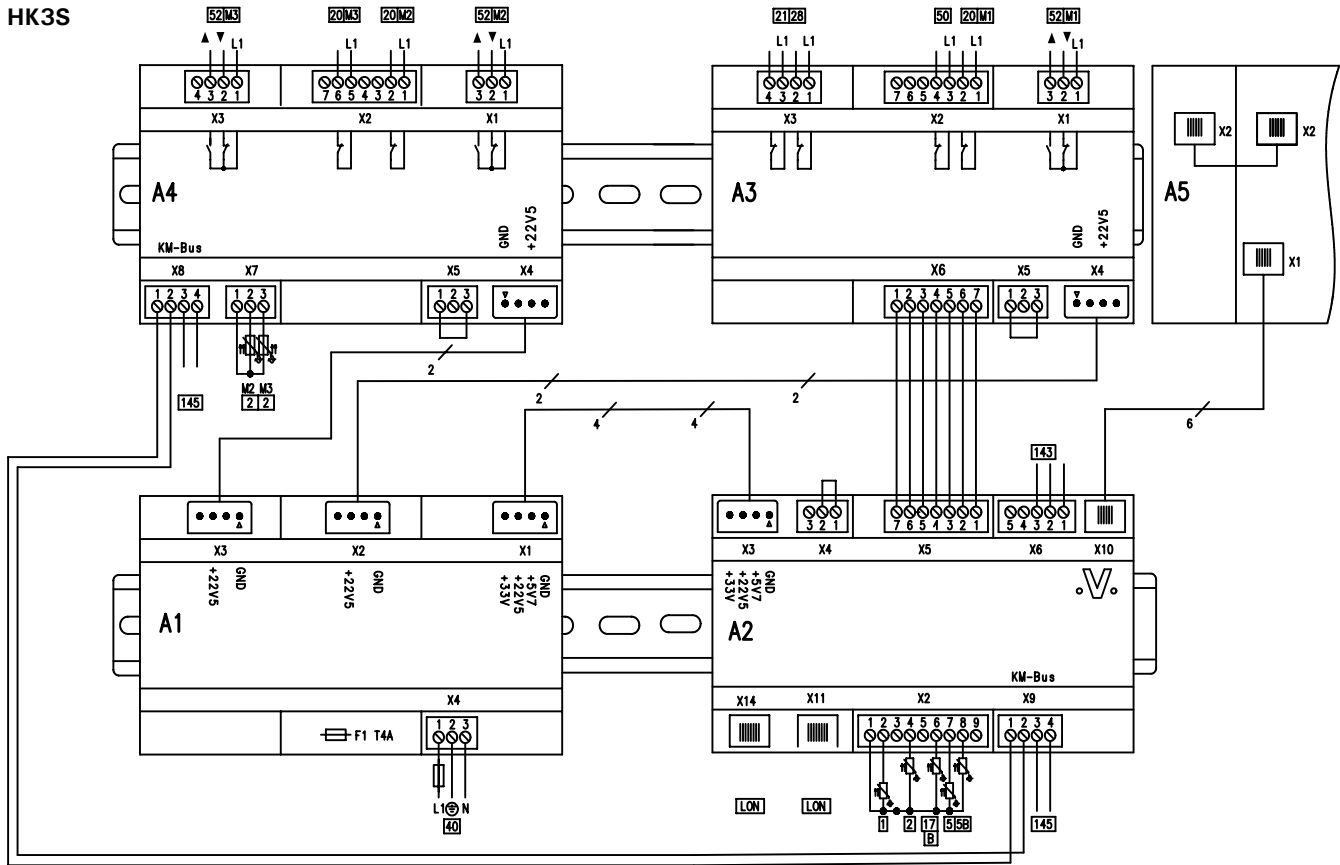 HK3S
52 M3 20 M3 20 M2 52 M2 21 28 50 20 M1 52 M1
▲ ▼ L1 L1 L1 ▲ ▼ L1 L1 L1 L1 L1 ▲ ▼ L1
4 3 2 1 7 6 5 4 3 2 1 3 2 1 4 3 2 1 7 6 5 4 3 2 1 3 2 1
X3 X2 X1 X3 X2 X1 X2 X2
A4 A3 A5
GND +22V5 GND +22V5
KM-Bus X1
X8 X7 X5 X4 X6 X5 X4
1 2 3 4 1 2 3 1 2 3 1 2 3 4 5 6 7 1 2 3
2
M2 M3 2 2
145 2 2 4 4 6
143
3 2 1 7 6 5 4 3 2 1 5 4 3 2 1
X3 X2 X1 X3 X4 X5 X6 X10
+22V5 GND +22V5 GND +33V +22V5 +5V7 GND +33V +22V5 +5V7 GND
V
A1 A2
KM-Bus
X4 X14 X11 X2 X9
F1 T4A 1 2 3 1 2 3 4 5 6 7 8 9 1 2 3 4
L1 N LON LON 1 2 17 5 5B 145
40 B